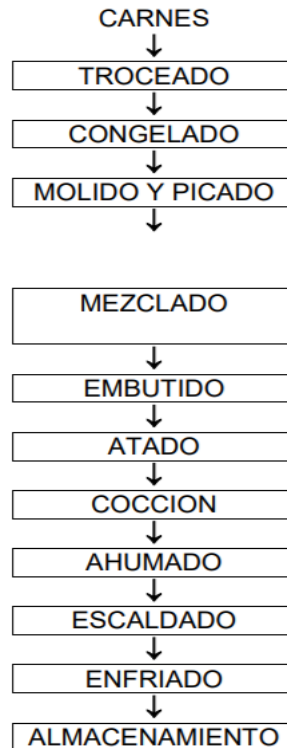 CARNES
TROCEADO
CONGELADO
MOLIDO Y PICADO
MEZCLADO
EMBUTIDO
ATADO
COCCION
AHUMADO
ESCALDADO
ENFRIADO
ALMACENAMIENTO